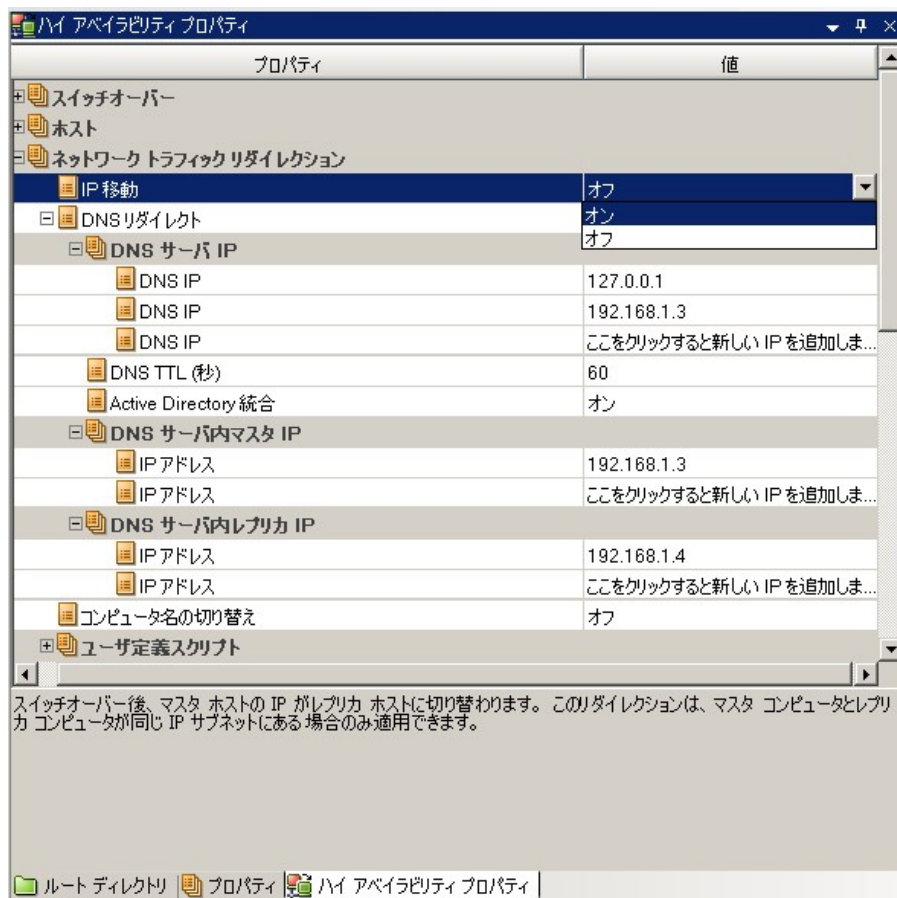 ハイ アベイラビリティ プロパティ
プロパティ 値
スイッチオーバー
ホスト
ネットワーク トラフィック リダイレクション
IP 移動 オフ
オン
オフ
DNS リダイレクト
DNS サーバ IP
DNS IP 127.0.0.1
DNS IP 192.168.1.3
DNS IP ここをクリックすると新しい IP を追加しま...
DNS TTL (秒) 60
Active Directory 統合 オン
DNS サーバ内マスタ IP
IP アドレス 192.168.1.3
IP アドレス ここをクリックすると新しい IP を追加しま...
DNS サーバ内レプリカ IP
IP アドレス 192.168.1.4
IP アドレス ここをクリックすると新しい IP を追加しま...
コンピュータ名の切り替え オフ
ユーザ定義スクリプト
スイッチオーバー後、マスタ ホストの IP がレプリカ ホストに切り替わります。 このリダイレクションは、マスタ コンピュータとレプリ
カ コンピュータが同じ IP サブネットにある場合のみ適用できます。
ルート ディレクトリ プロパティ ハイ アベイラビリティ プロパティ